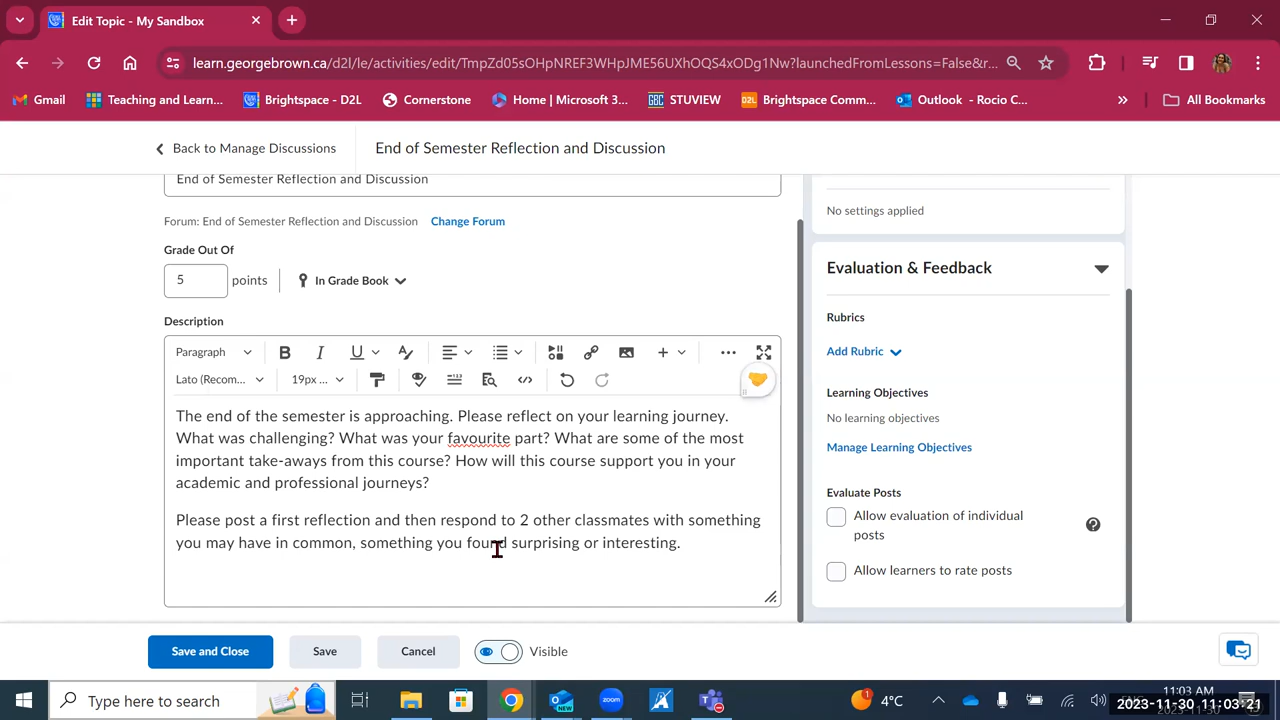 Edit Topic - My Sandbox
learn.georgebrown.ca/d2l/le/activities/edit/TmpZd05sOHpNREF3WHpJME56UXhOQS4xODg1Nw?launchedFromLessons=False&r...
Gmail
Teaching and Learn...
Brightspace - D2L
Cornerstone
Home | Microsoft 3...
GBC STUVIEW
D2L Brightspace Comm...
Outlook - Rocio C...
All Bookmarks
Back to Manage Discussions
End of Semester Reflection and Discussion
End of Semester Reflection and Discussion
Forum: End of Semester Reflection and Discussion Change Forum
Grade Out Of
5 points In Grade Book
Description
Paragraph
Lato (Recom... 19px ...
The end of the semester is approaching. Please reflect on your learning journey.
What was challenging? What was your favourite part? What are some of the most
important take-aways from this course? How will this course support you in your
academic and professional journeys?
Please post a first reflection and then respond to 2 other classmates with something
you may have in common, something you found surprising or interesting.
No settings applied
Evaluation & Feedback
Rubrics
Add Rubric
Learning Objectives
No learning objectives
Manage Learning Objectives
Evaluate Posts
Allow evaluation of individual
posts
Allow learners to rate posts
Save and Close
Save
Cancel
Visible
Type here to search
zoom
1
4°C
11:03 AM
2023-11-30 11:03:21